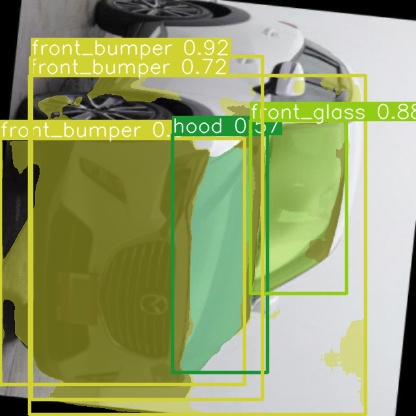 front_bumper 0.92
front_bumper 0.72
front_glass 0.88
front_bumper 0.
hood 0.57